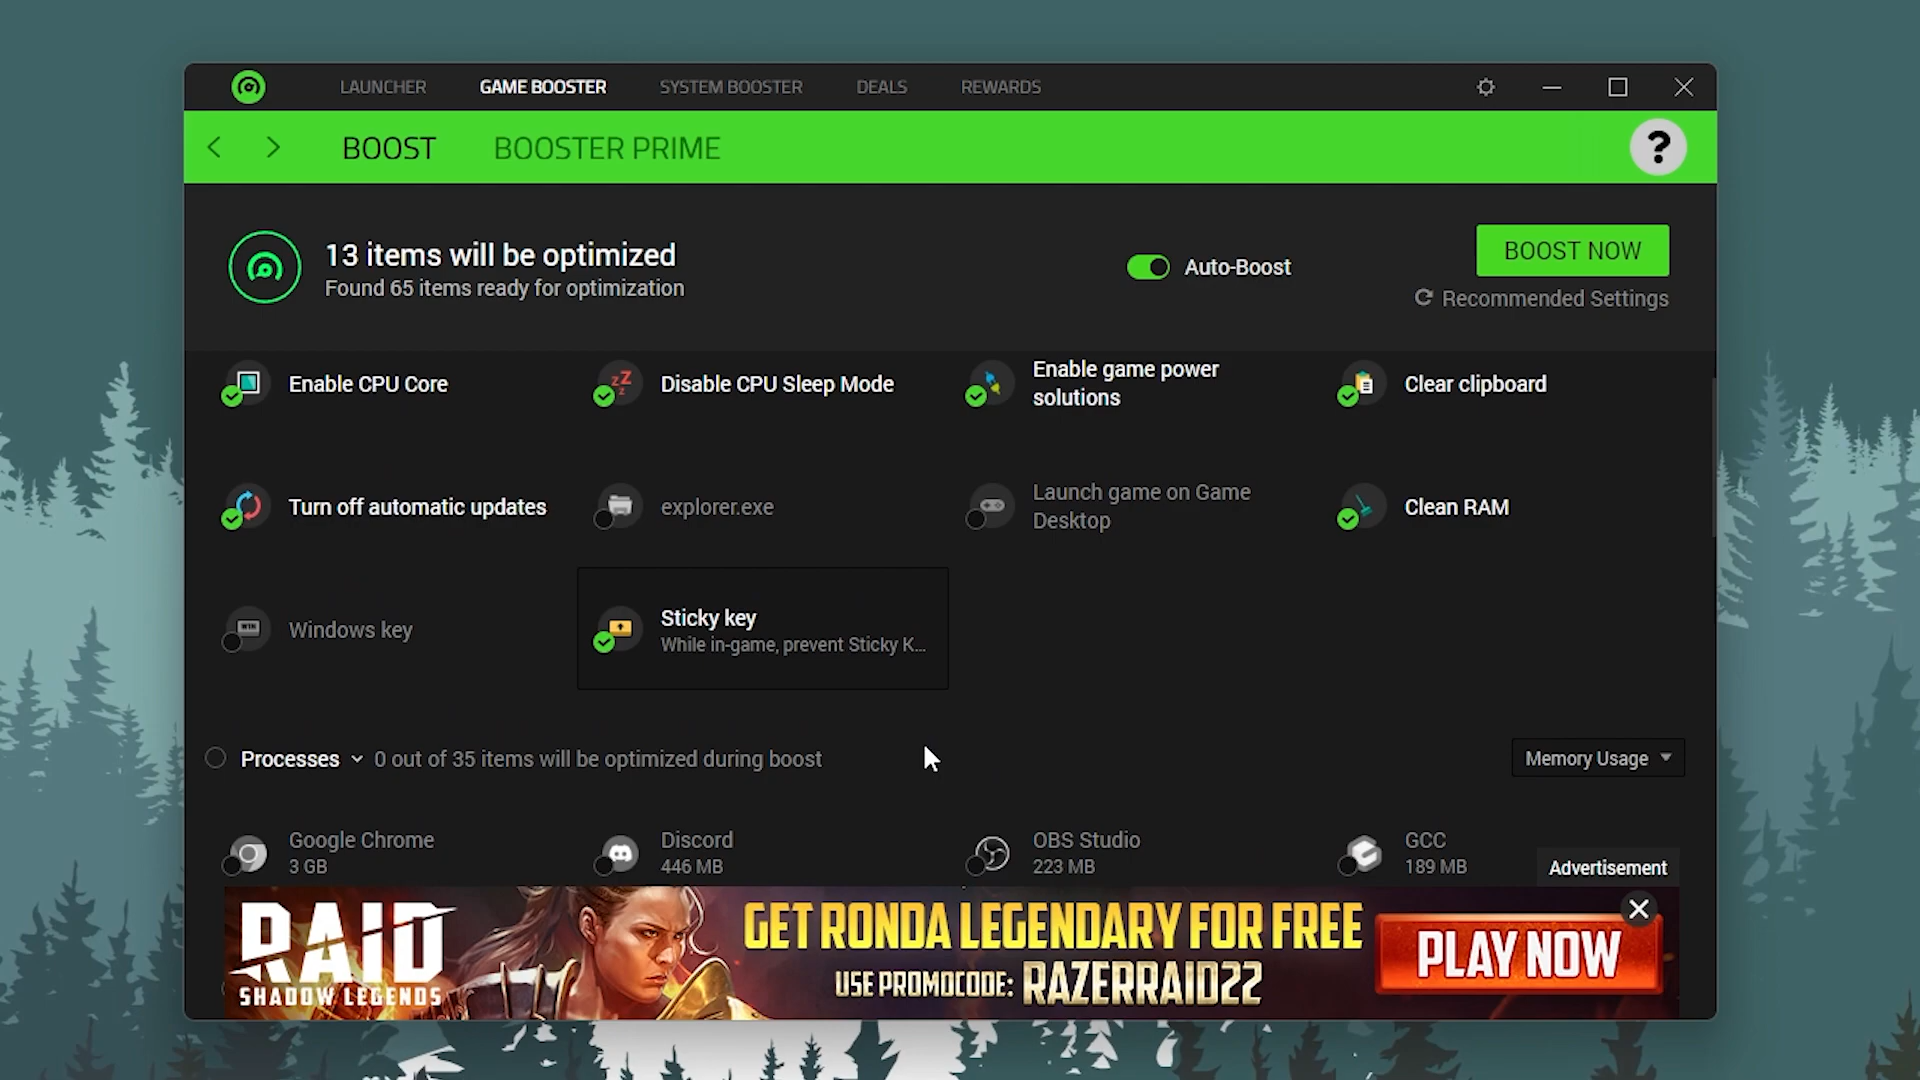 LAUNCHER
GAME BOOSTER
SYSTEM BOOSTER
DEALS
REWARDS
BOOST
BOOSTER PRIME
?
13 items will be optimized
Found 65 items ready for optimization
Auto-Boost
BOOST NOW
Recommended Settings
Enable CPU Core
Disable CPU Sleep Mode
Enable game power
solutions
Clear clipboard
Turn off automatic updates
explorer.exe
Launch game on Game
Desktop
Clean RAM
WIN
Windows key
Sticky key
While in-game, prevent Sticky K...
Processes
0 out of 35 items will be optimized during boost
Memory Usage
Google Chrome
3 GB
Discord
446 MB
OBS Studio
223 MB
GCC
189 MB
Advertisement
RAID
SHADOW LEGENDS
GET RONDA LEGENDARY FOR FREE
USE PROMOCODE: RAZERRAID22
PLAY NOW